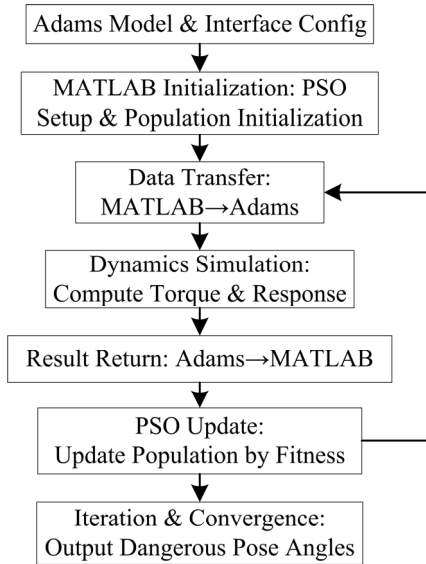 Adams Model & Interface Config
MATLAB Initialization: PSO
Setup & Population Initialization
Data Transfer:
MATLAB→Adams
Dynamics Simulation:
Compute Torque & Response
Result Return: Adams→MATLAB
PSO Update:
Update Population by Fitness
Iteration & Convergence:
Output Dangerous Pose Angles